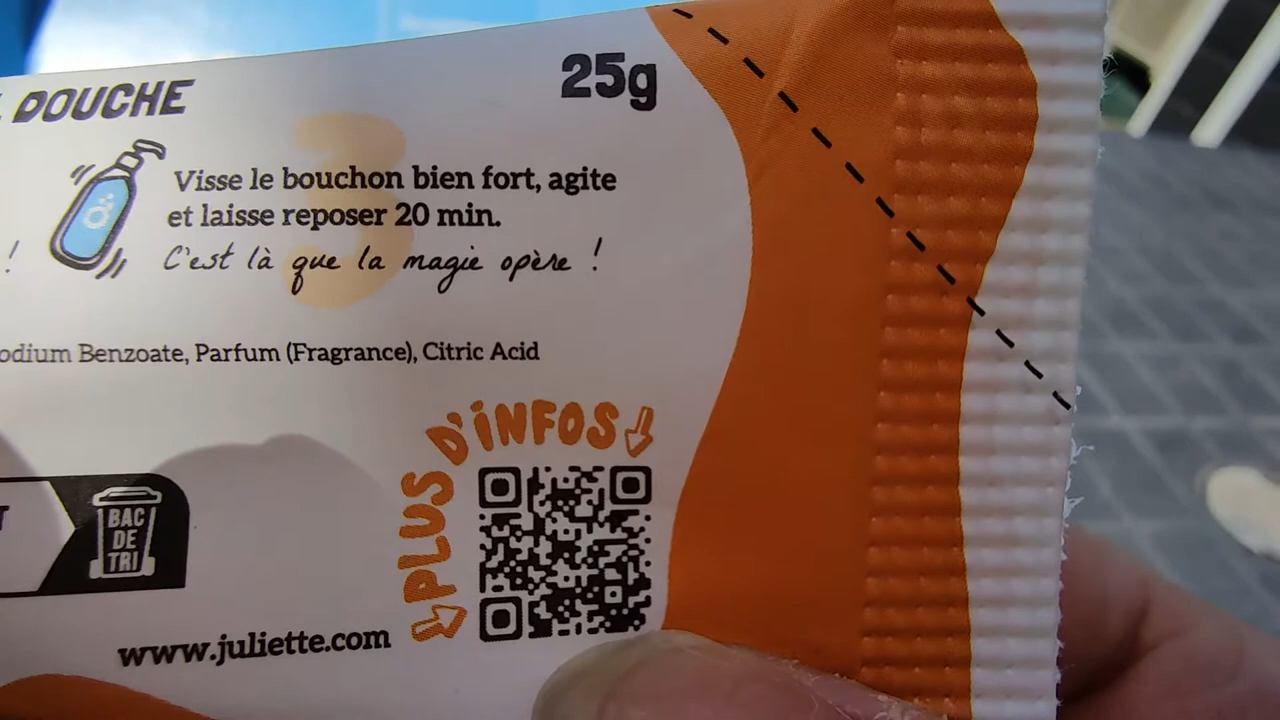 DOUCHE
25g
3
Visse le bouchon bien fort, agite
et laisse reposer 20 min.
C'est là que la magie opère !
!
odium Benzoate, Parfum (Fragrance), Citric Acid
PLUS D'iNFOS
T
BAC
DE
TRI
www.juliette.com